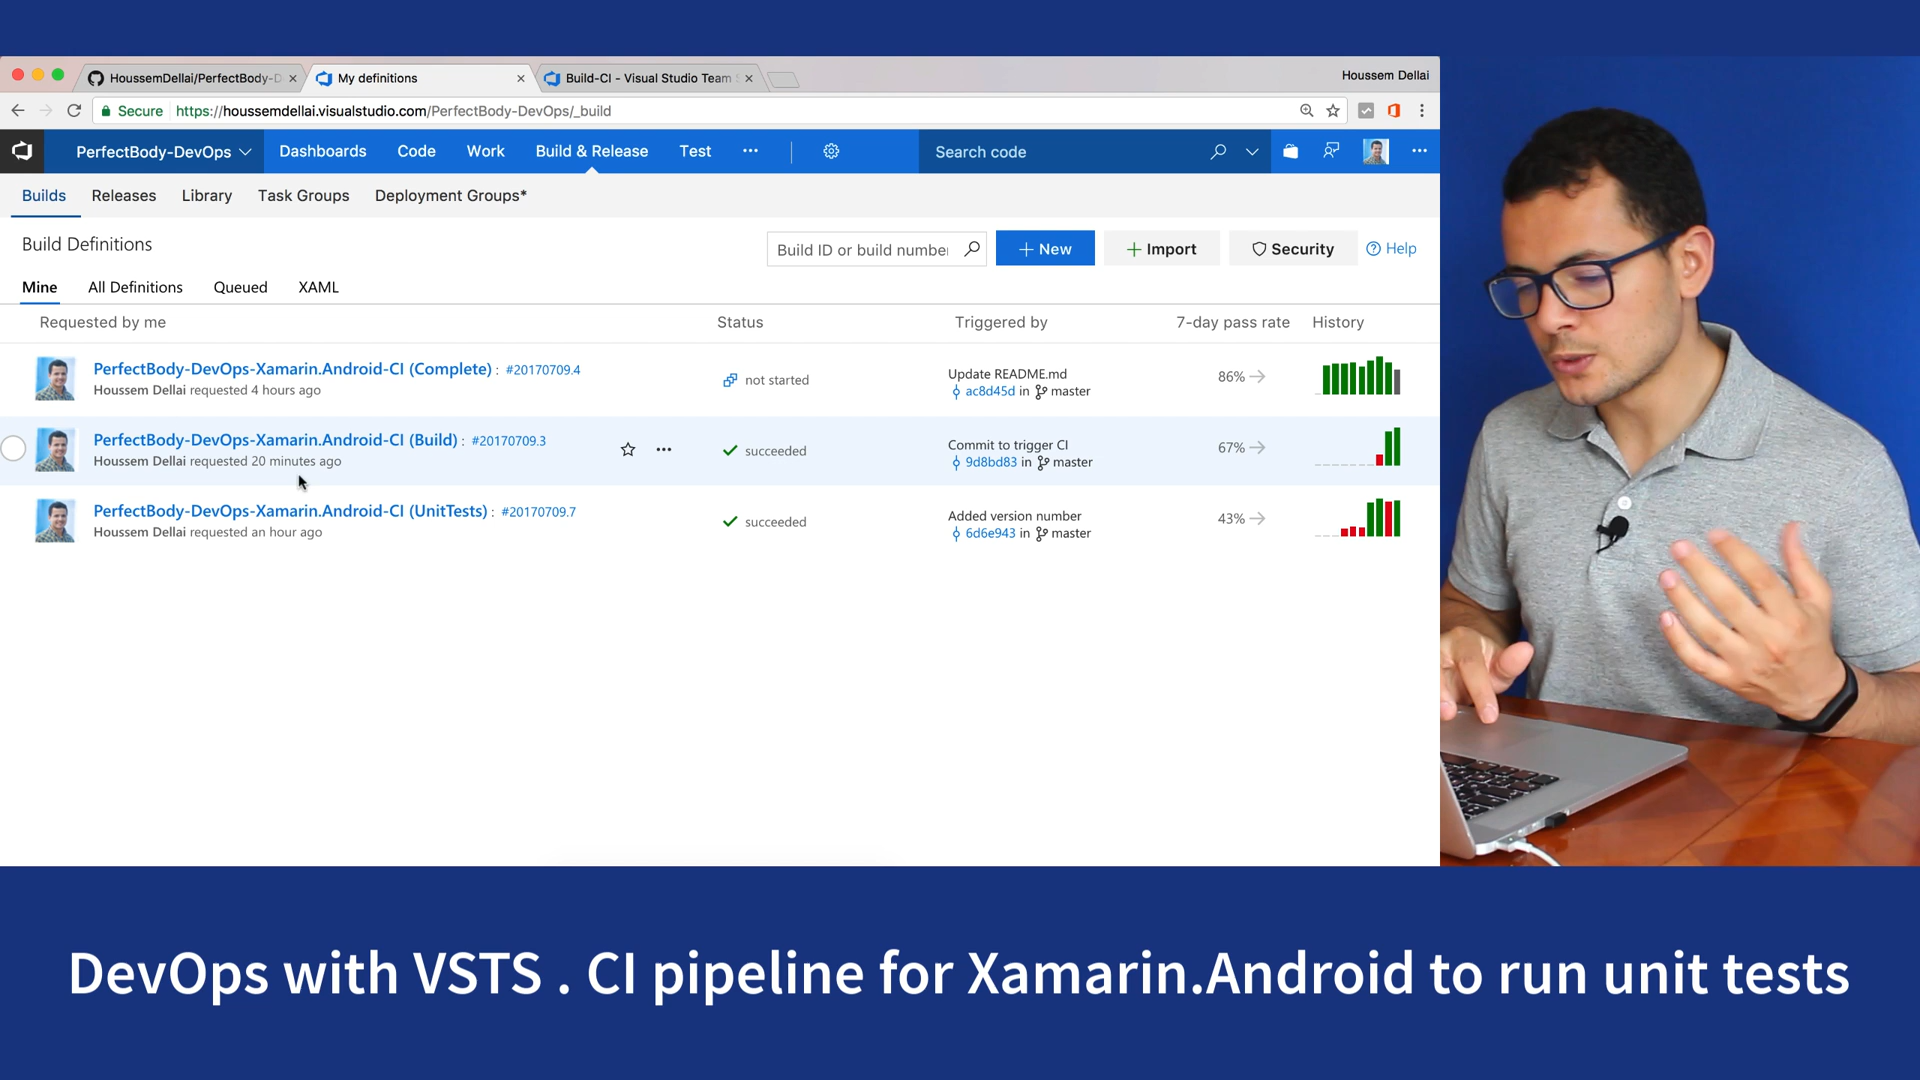 HoussemDellai/PerfectBody-D
My definitions
Build-CI - Visual Studio Team
Houssem Dellai
Secure https://houssemdellai.visualstudio.com/PerfectBody-DevOps/_build
PerfectBody-DevOps Dashboards Code Work Build & Release Test Search code
Builds Releases Library Task Groups Deployment Groups*
Build Definitions
Build ID or build number
New
Import
Security
Help
Mine All Definitions Queued XAML
Requested by me Status Triggered by 7-day pass rate History
PerfectBody-DevOps-Xamarin.Android-CI (Complete) : #20170709.4
Houssem Dellai requested 4 hours ago
not started
Update README.md
ac8d45d in master
86%
PerfectBody-DevOps-Xamarin.Android-CI (Build) : #20170709.3
Houssem Dellai requested 20 minutes ago
succeeded
Commit to trigger CI
9d8bd83 in master
67%
PerfectBody-DevOps-Xamarin.Android-CI (UnitTests) : #20170709.7
Houssem Dellai requested an hour ago
succeeded
Added version number
6d6e943 in master
43%
DevOps with VSTS . CI pipeline for Xamarin.Android to run unit tests